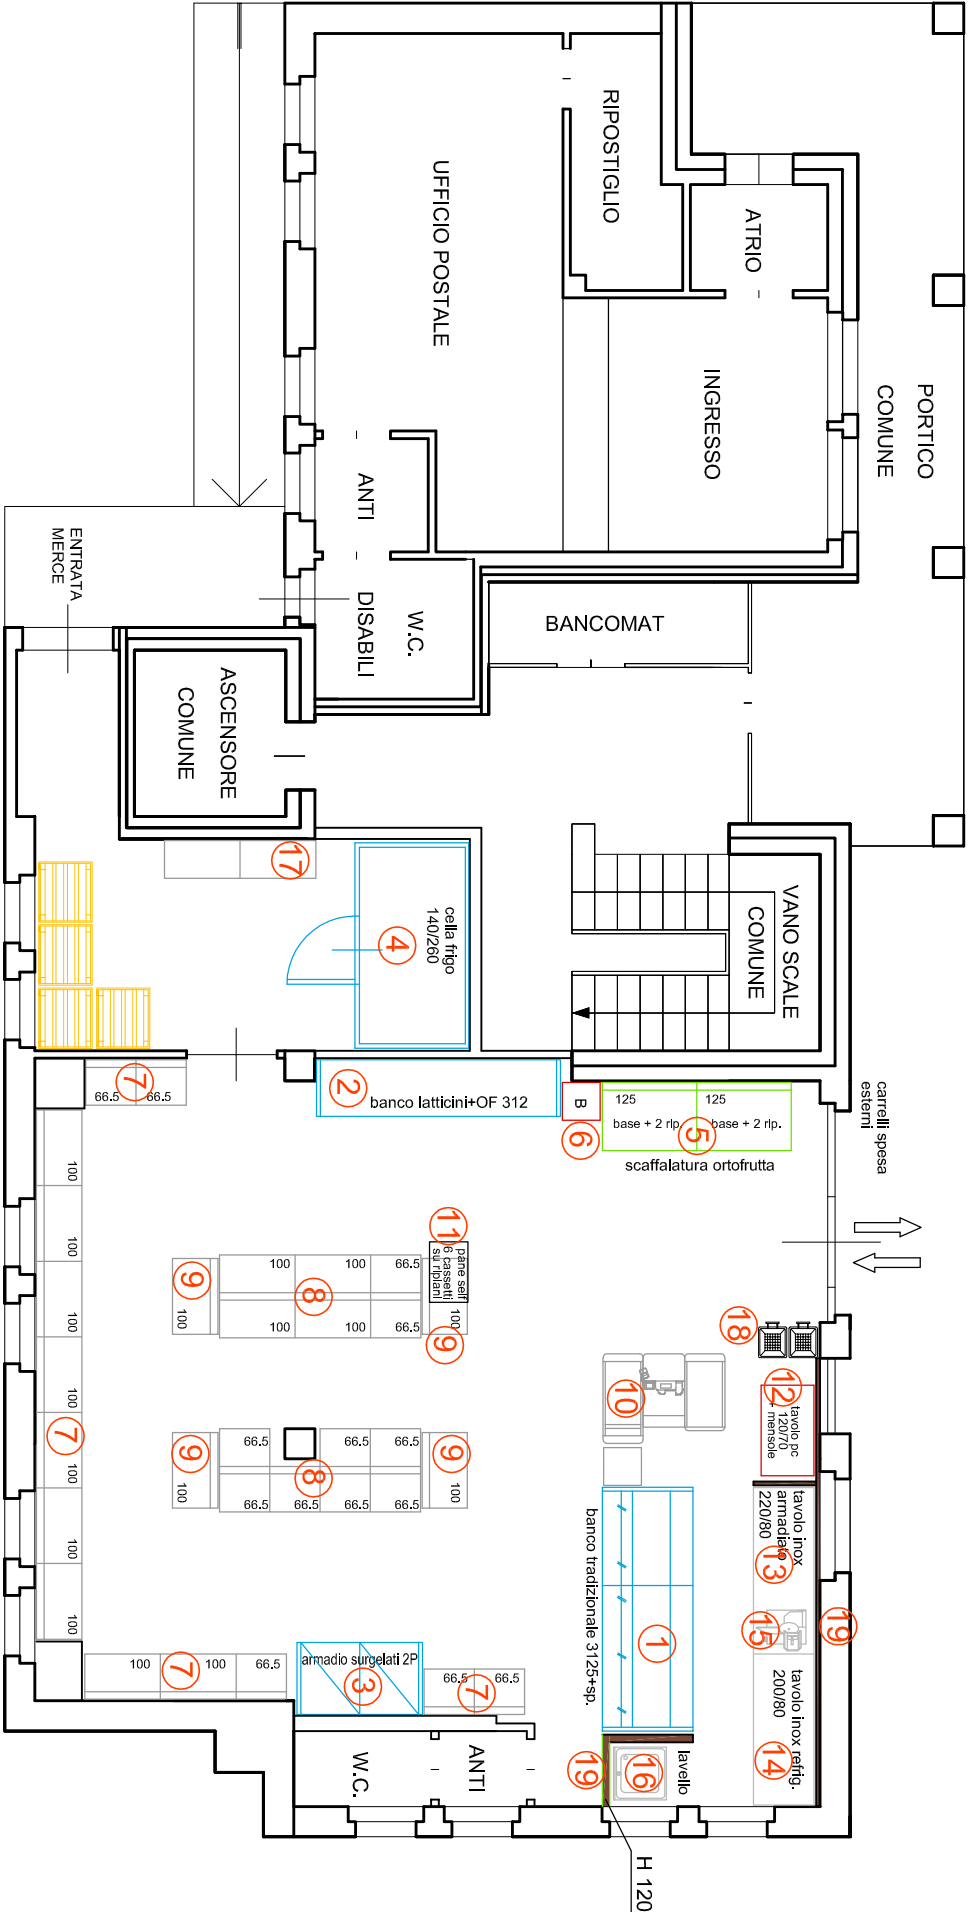 RIPOSTIGLIO
UFFICIO POSTALE
ATRIO
INGRESSO
PORTICO
COMUNE
ANTI
DISABILI
W.C.
BANCOMAT
ENTRATA
MERCE
ASCENSORE
COMUNE
VANO SCALE
COMUNE
17
cella frigo
140/260
4
7
66.5
66.5
2
banco latticini+OF 312
B
6
125
125
base + 2 rip.
base + 2 rip.
5
scaffalatura ortofrutta
carrelli spesa
esterni
100
100
100
100
100
100
100
7
9
100
100
100
66.5
8
100
100
66.5
11
pane self
6 cassetti
su ripiani
100
9
18
12
tavolo pc
120/70
+ mensole
10
9
100
66.5
66.5
66.5
8
66.5
66.5
66.5
66.5
9
100
banco tradizionale 3125+sp.
1
tavolo inox
armadiato
220/80
13
15
19
tavolo inox refrig.
200/80
14
100
100
66.5
7
armadio surgelati 2P
3
66.5
66.5
7
W.C.
ANTI
19
16
lavello
H 120